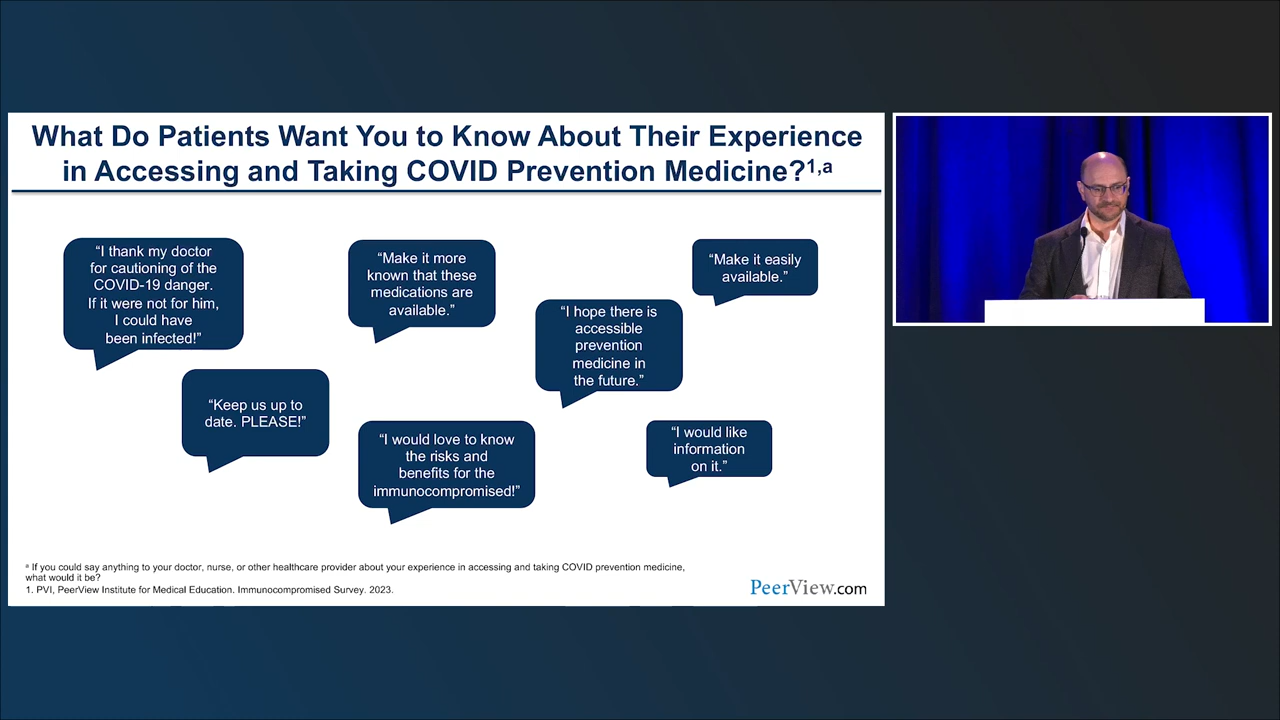 What Do Patients Want You to Know About Their Experience
in Accessing and Taking COVID Prevention Medicine?1,a
“I thank my doctor
for cautioning of the
COVID-19 danger.
If it were not for him,
I could have
been infected!”
“Make it more
known that these
medications are
available.”
“Make it easily
available.”
“I hope there is
accessible
prevention
medicine in
the future.”
“Keep us up to
date. PLEASE!”
“I would love to know
the risks and
benefits for the
immunocompromised!”
“I would like
information
on it.”
a If you could say anything to your doctor, nurse, or other healthcare provider about your experience in accessing and taking COVID prevention medicine,
what would it be?
1. PVI, PeerView Institute for Medical Education. Immunocompromised Survey. 2023.
PeerView.com